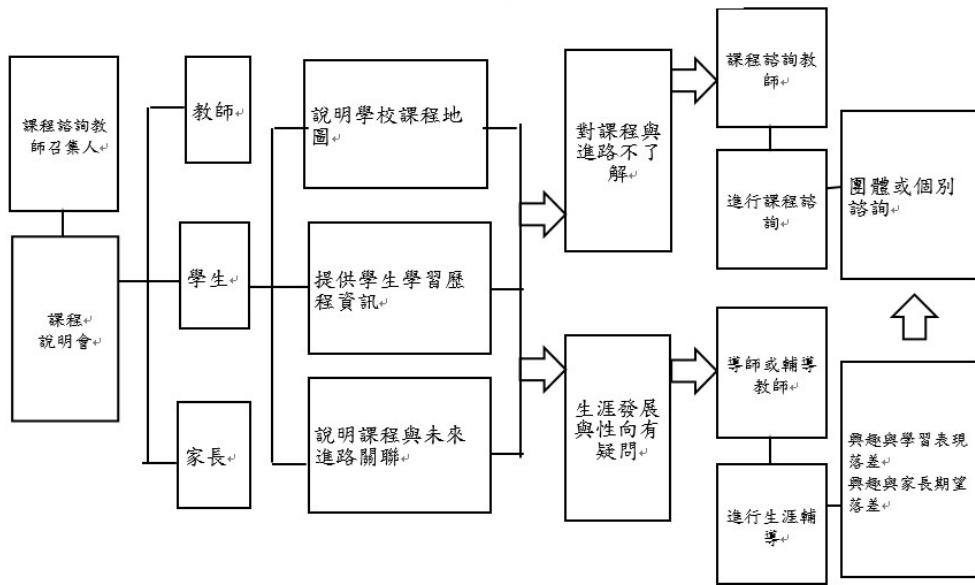 課程諮詢教
師召集人
課程
說明會
教師
學生
家長
說明學校課程地
圖
提供學生學習歷
程資訊
說明課程與未來
進路關聯
對課程與
進路不了
解
生涯發展
與性向有
疑問
課程諮詢教
師
進行課程諮
詢
團體或個別
諮詢
導師或輔導
教師
進行生涯輔
導
興趣與學習表現
落差
興趣與家長期望
落差